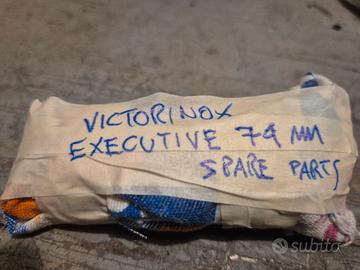 VICTORINOX
EXECUTIVE 74 MM
SPARE PARTS
subito